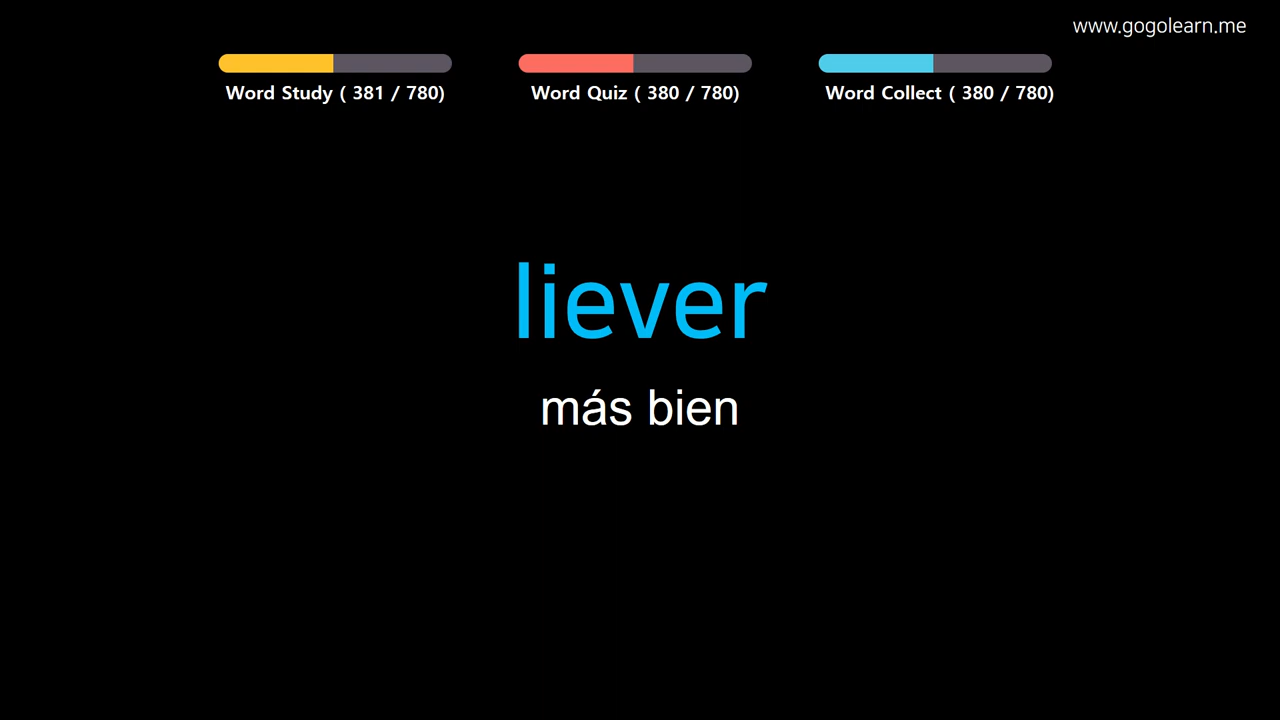 www.gogolearn.me
Word Study ( 381 / 780)
Word Quiz ( 380 / 780)
Word Collect ( 380 / 780)
liever
más bien